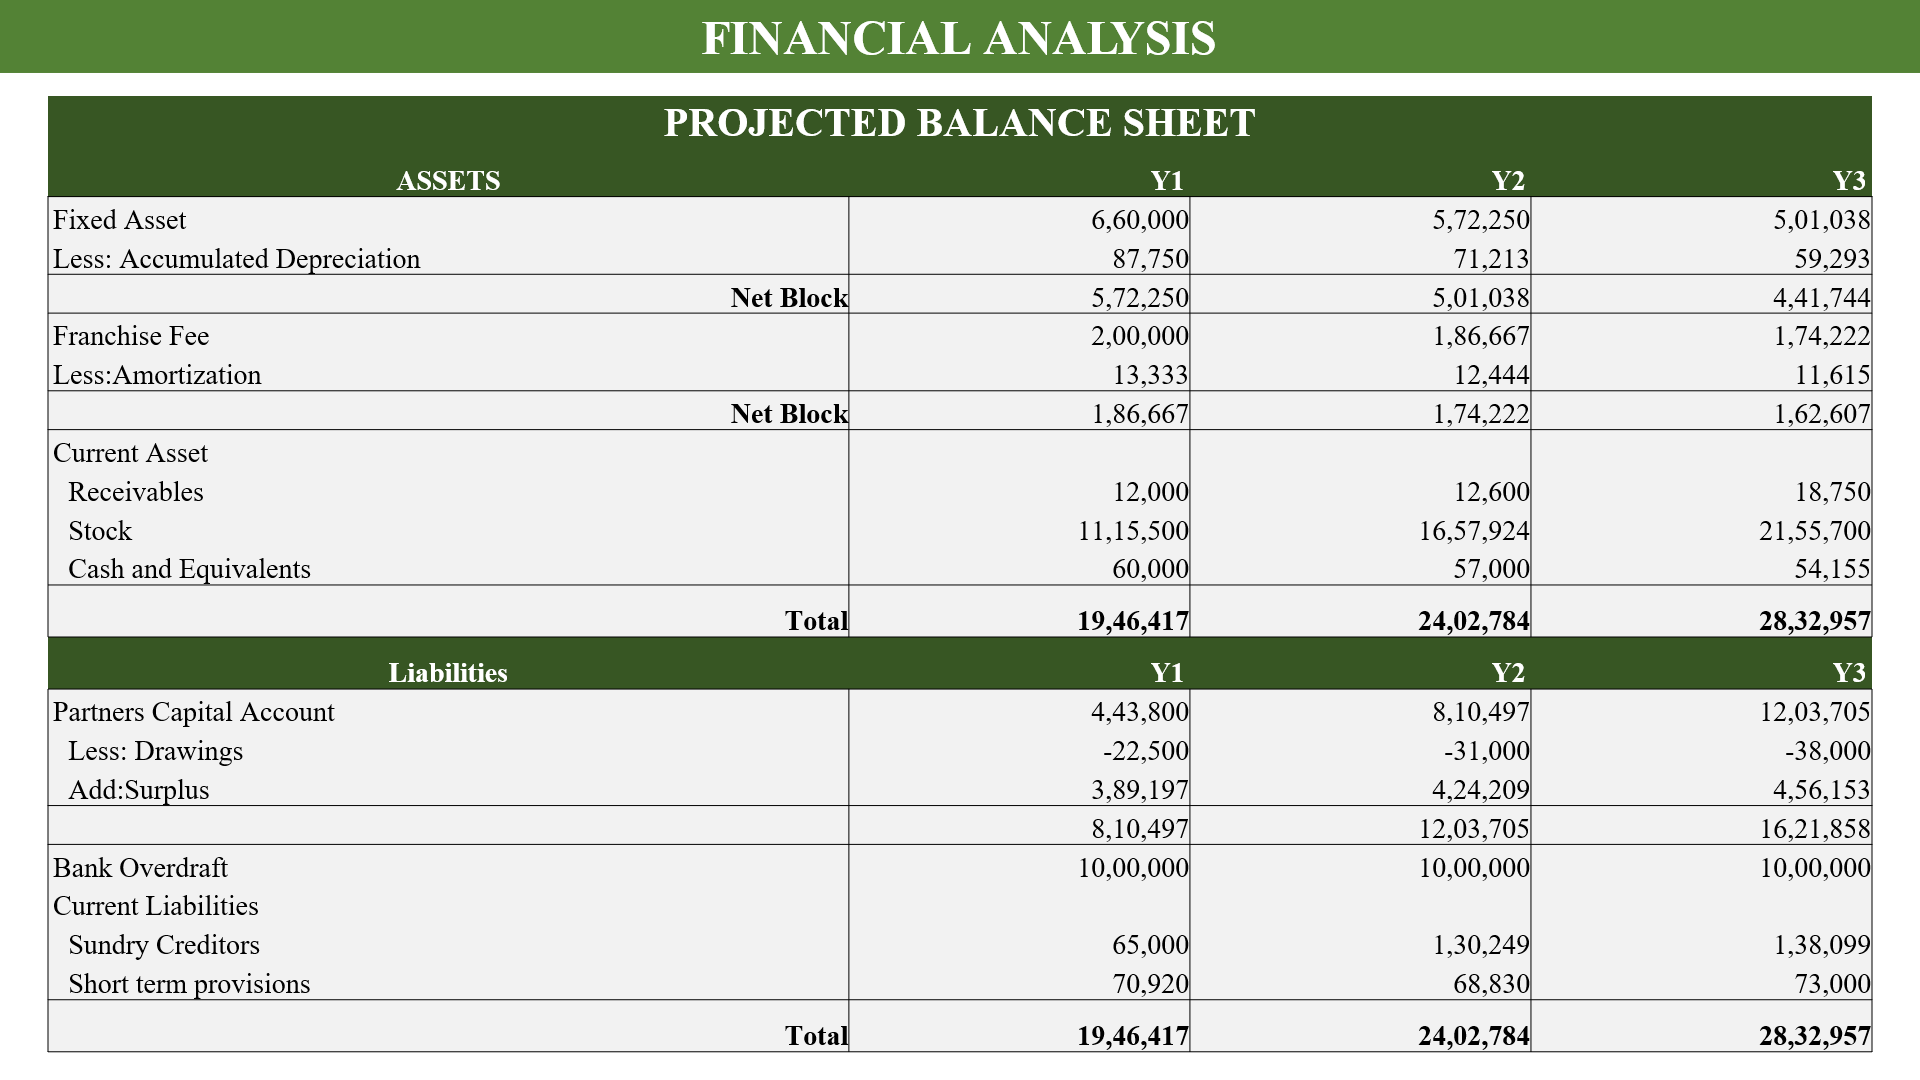 FINANCIAL ANALYSIS
PROJECTED BALANCE SHEET
ASSETS Y1 Y2 Y3
Fixed Asset 6,60,000 5,72,250 5,01,038
Less: Accumulated Depreciation 87,750 71,213 59,293
Net Block 5,72,250 5,01,038 4,41,744
Franchise Fee 2,00,000 1,86,667 1,74,222
Less:Amortization 13,333 12,444 11,615
Net Block 1,86,667 1,74,222 1,62,607
Current Asset
Receivables 12,000 12,600 18,750
Stock 11,15,500 16,57,924 21,55,700
Cash and Equivalents 60,000 57,000 54,155
Total 19,46,417 24,02,784 28,32,957
Liabilities Y1 Y2 Y3
Partners Capital Account 4,43,800 8,10,497 12,03,705
Less: Drawings -22,500 -31,000 -38,000
Add:Surplus 3,89,197 4,24,209 4,56,153
8,10,497 12,03,705 16,21,858
Bank Overdraft 10,00,000 10,00,000 10,00,000
Current Liabilities
Sundry Creditors 65,000 1,30,249 1,38,099
Short term provisions 70,920 68,830 73,000
Total 19,46,417 24,02,784 28,32,957